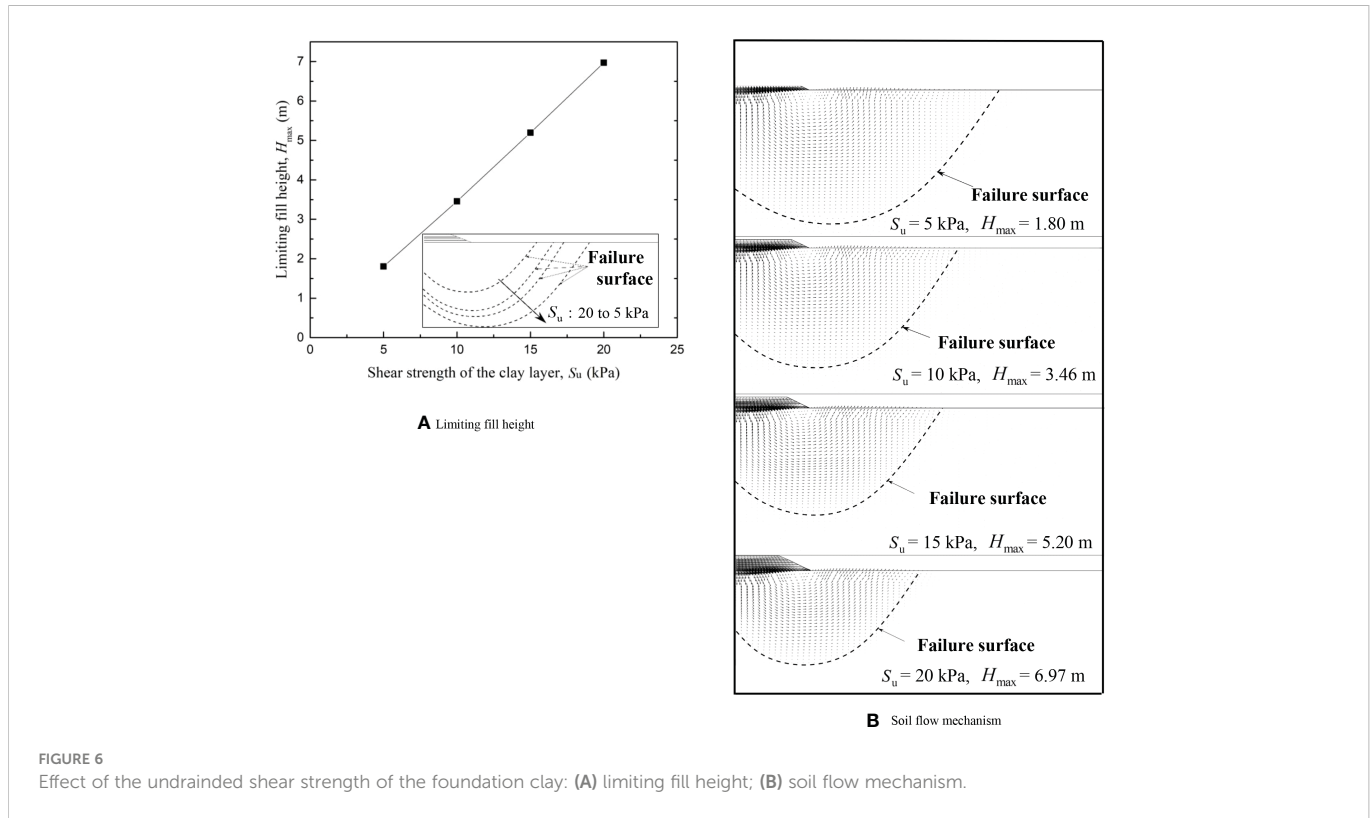 7
6
5
4
3
2
1
0
Limiting fill height, Hmax (m)
Failure
surface
Su : 20 to 5 kPa
0 5 10 15 20 25
Shear strength of the clay layer, Su (kPa)
A Limiting fill height
Failure surface
Su = 5 kPa, Hmax = 1.80 m
Failure surface
Su = 10 kPa, Hmax = 3.46 m
Failure surface
Su = 15 kPa, Hmax = 5.20 m
Failure surface
Su = 20 kPa, Hmax = 6.97 m
B Soil flow mechanism
FIGURE 6
Effect of the undrainded shear strength of the foundation clay: (A) limiting fill height; (B) soil flow mechanism.